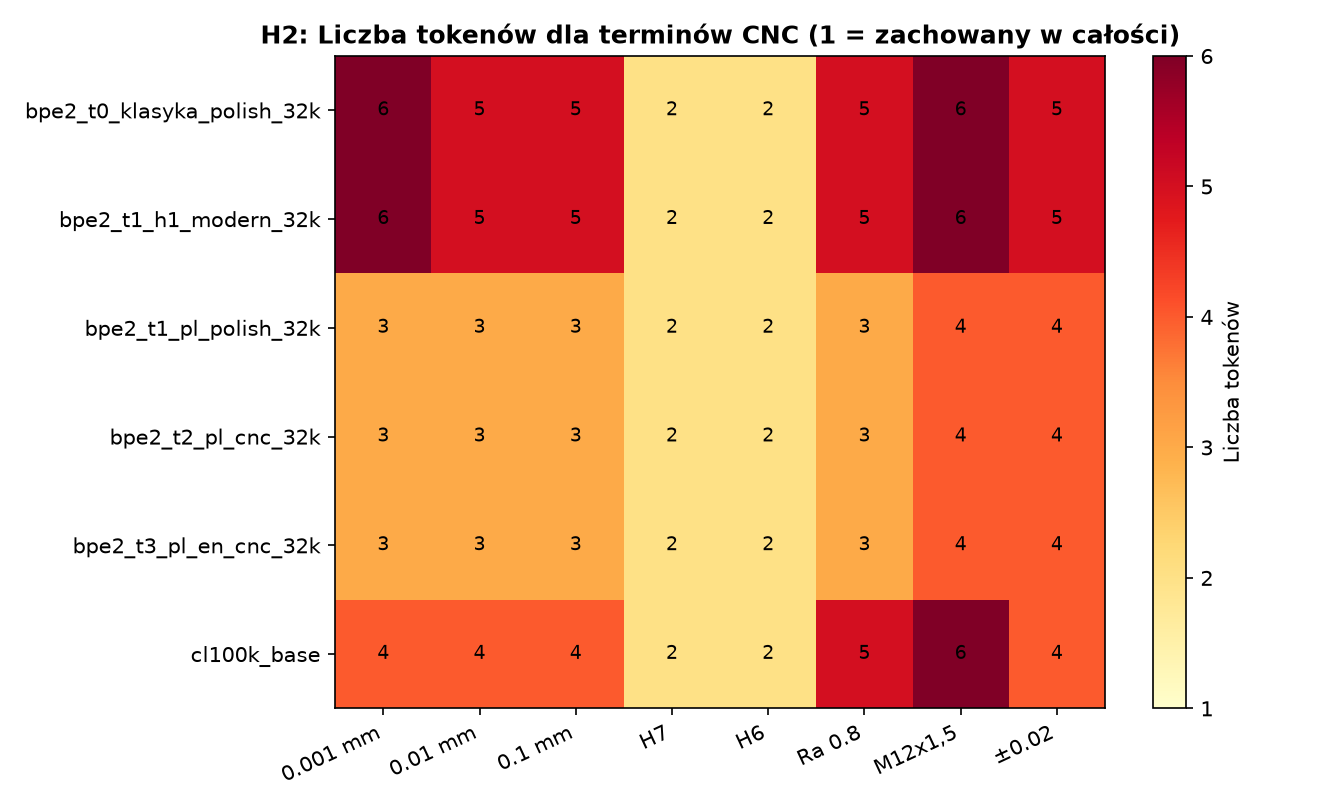 H2: Liczba tokenów dla terminów CNC (1 = zachowany w całości)
bpe2_t0_klasyka_polish_32k 6 5 5 2 2 5 6 5
bpe2_t1_h1_modern_32k 6 5 5 2 2 5 6 5
bpe2_t1_pl_polish_32k 3 3 3 2 2 3 4 4
bpe2_t2_pl_cnc_32k 3 3 3 2 2 3 4 4
bpe2_t3_pl_en_cnc_32k 3 3 3 2 2 3 4 4
cl100k_base 4 4 4 2 2 5 6 4
0.001 mm 0.01 mm 0.1 mm H7 H6 Ra 0.8 M12x1,5 ±0.02
6
5
4
3
2
1
Liczba tokenów